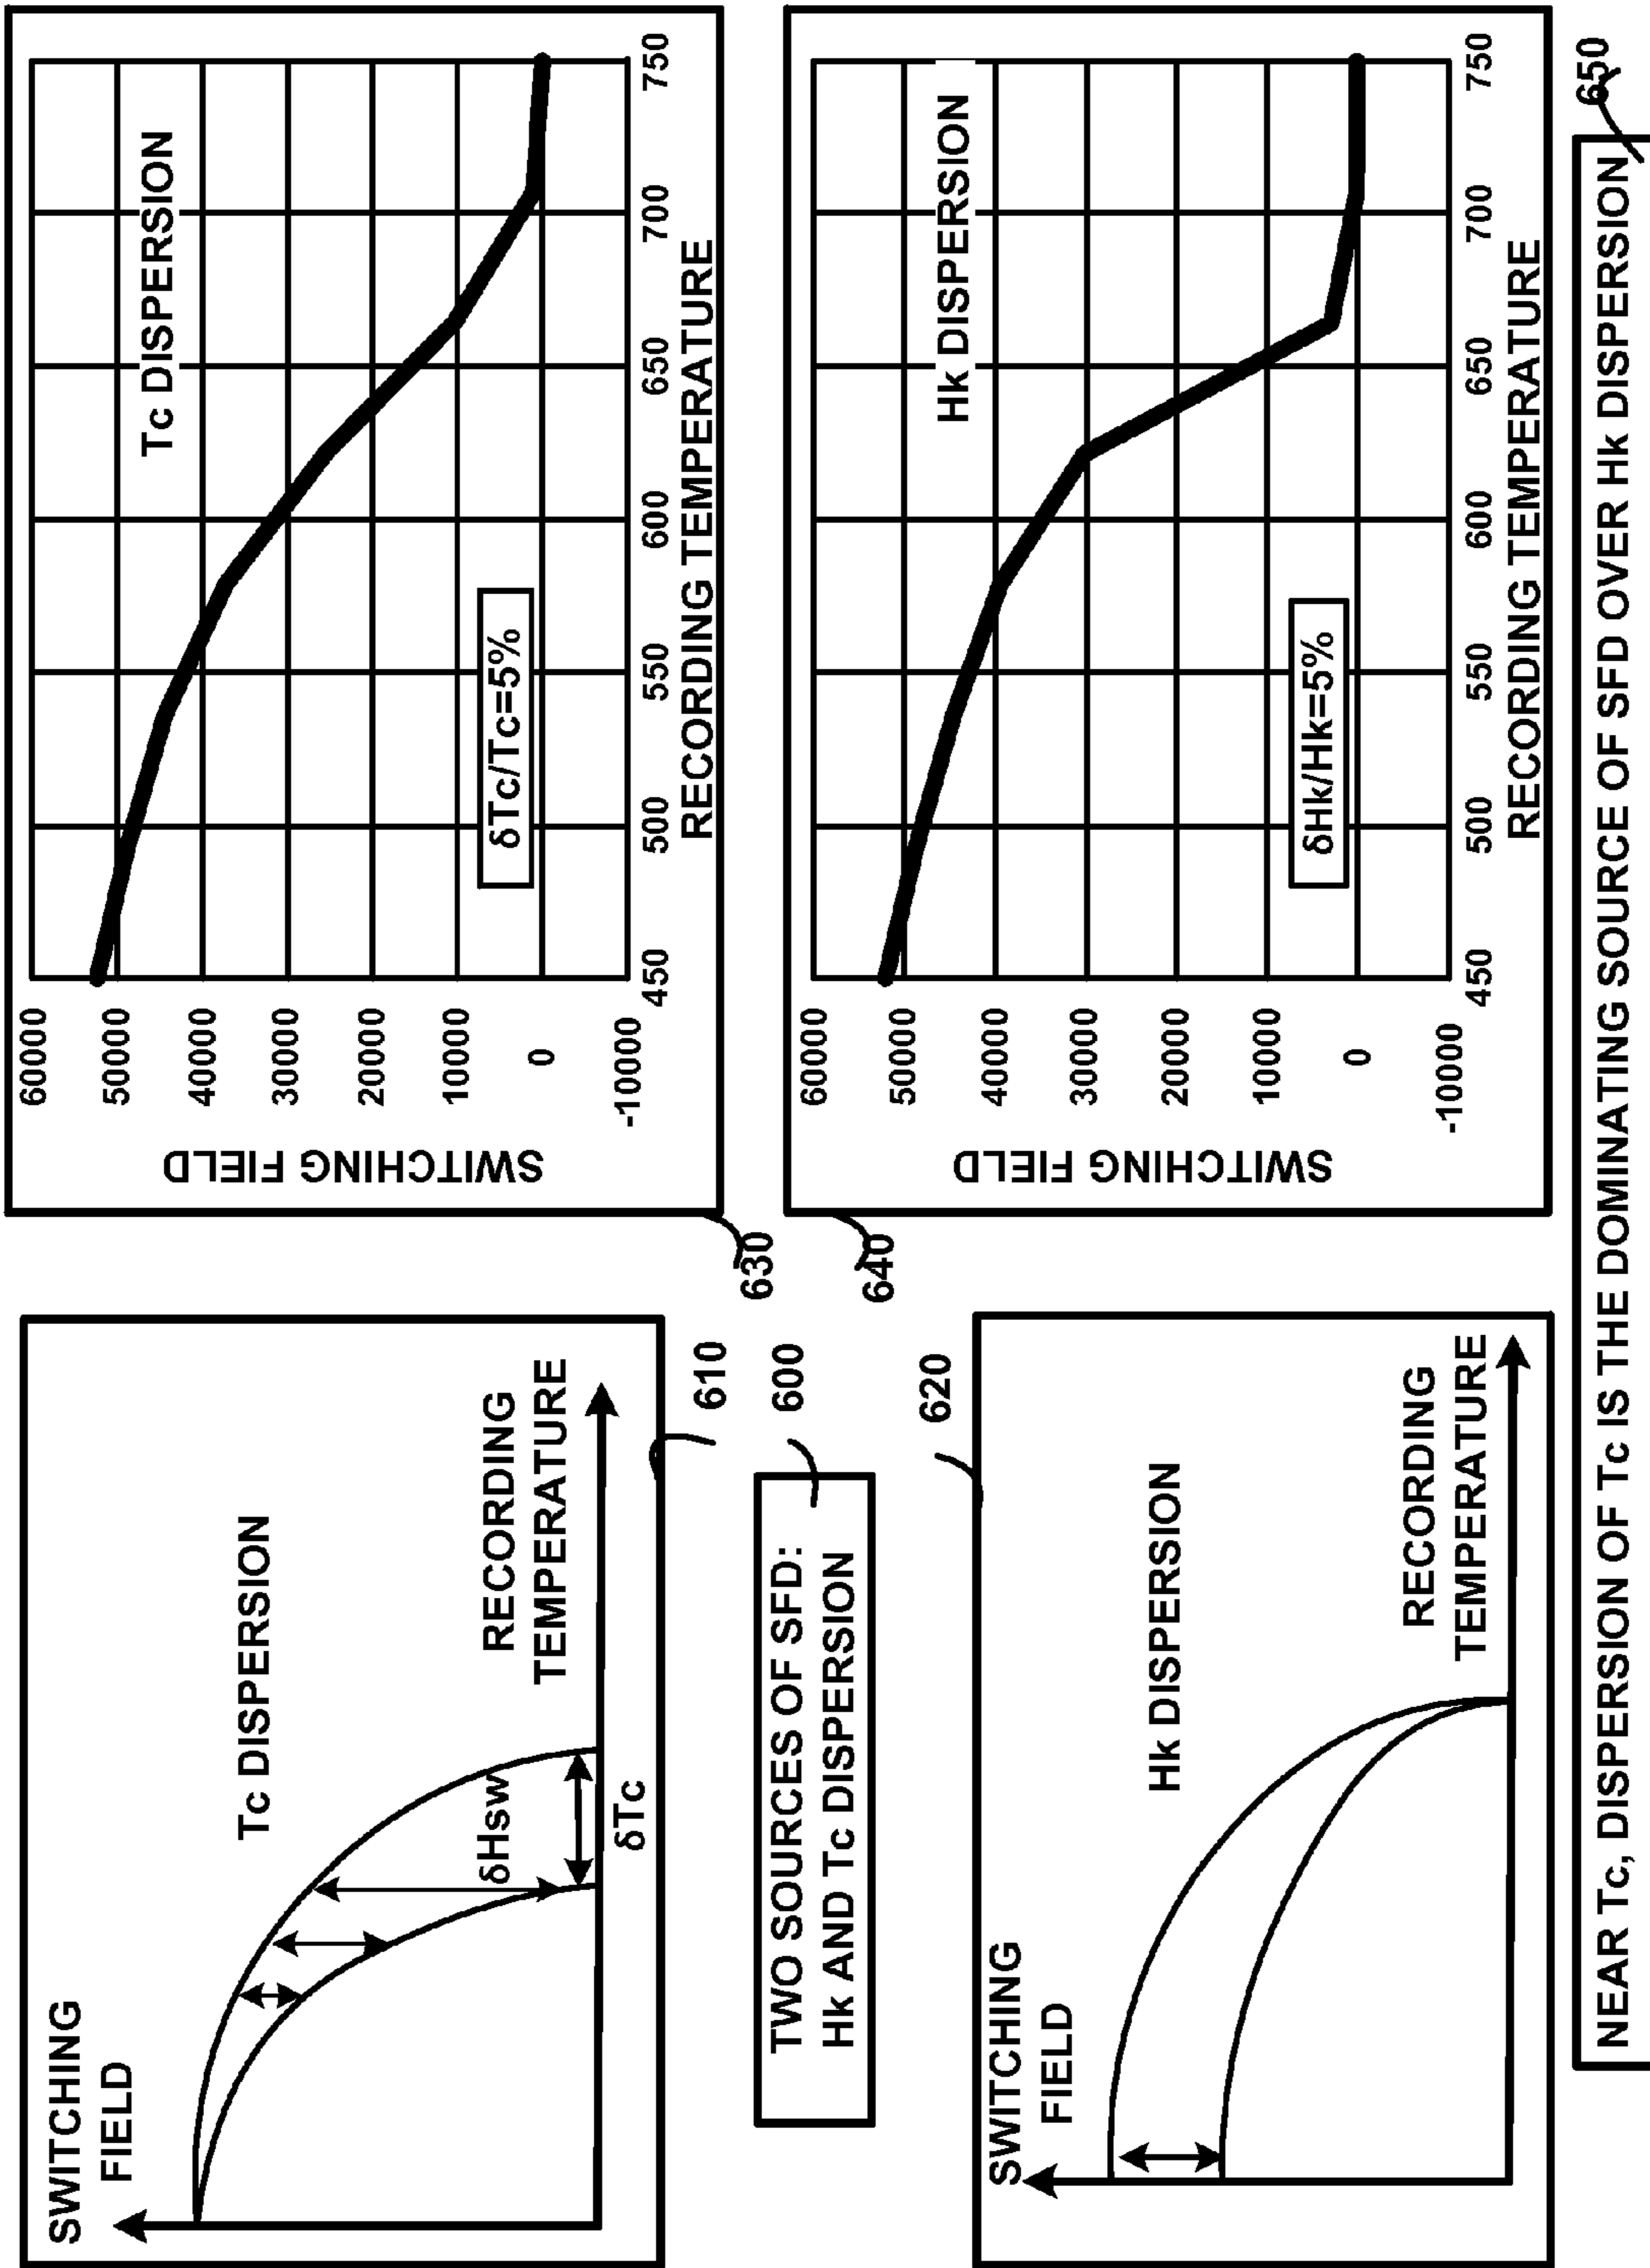 SWITCHING
FIELD
Tc DISPERSION
δHsw
δTc
RECORDING
TEMPERATURE
610
TWO SOURCES OF SFD:
Hk AND Tc DISPERSION
600
620
SWITCHING
FIELD
Hk DISPERSION
RECORDING
TEMPERATURE
630
SWITCHING FIELD
60000
50000
40000
30000
20000
10000
0
-10000
Tc DISPERSION
δTc/Tc=5%
450
500
550
600
650
700
750
RECORDING TEMPERATURE
640
SWITCHING FIELD
60000
50000
40000
30000
20000
10000
0
-10000
Hk DISPERSION
δHk/Hk=5%
450
500
550
600
650
700
750
RECORDING TEMPERATURE
NEAR Tc, DISPERSION OF Tc IS THE DOMINATING SOURCE OF SFD OVER Hk DISPERSION
650